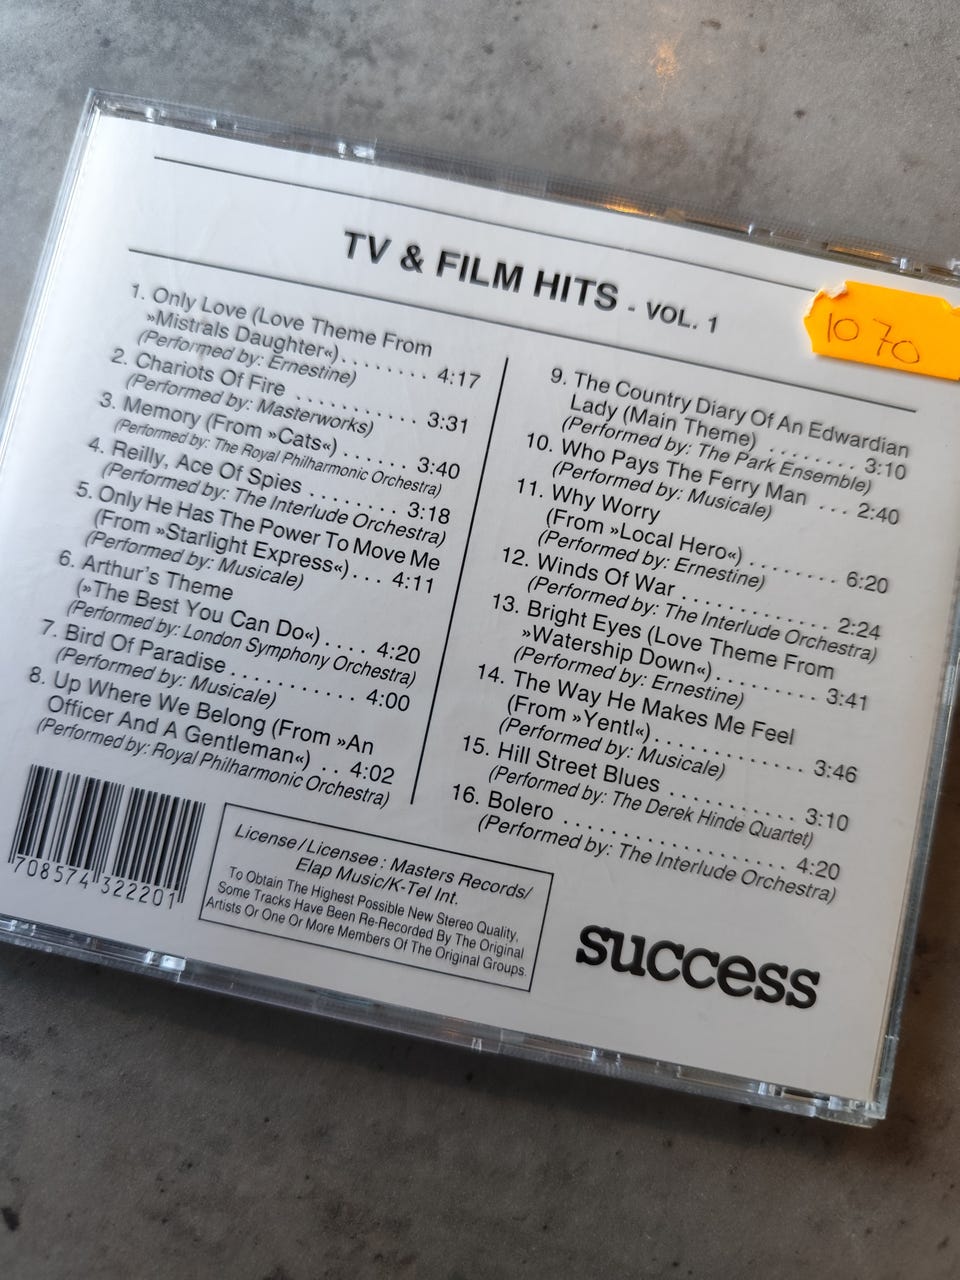 TV & FILM HITS - VOL. 1
10 70
1. Only Love (Love Theme From
»Mistrals Daughter«)........ 4:17
(Performed by: Ernestine)
2. Chariots Of Fire ............ 3:31
(Performed by: Masterworks)
3. Memory (From »Cats«) ...... 3:40
(Performed by: The Royal Philharmonic Orchestra)
4. Reilly, Ace Of Spies ........ 3:18
(Performed by: The Interlude Orchestra)
5. Only He Has The Power To Move Me
(From »Starlight Express«)... 4:11
(Performed by: Musicale)
6. Arthur's Theme
(»The Best You Can Do«).... 4:20
(Performed by: London Symphony Orchestra)
7. Bird Of Paradise ........... 4:00
(Performed by: Musicale)
8. Up Where We Belong (From »An
Officer And A Gentleman«) .. 4:02
(Performed by: Royal Philharmonic Orchestra)
9. The Country Diary Of An Edwardian
Lady (Main Theme) ........ 3:10
(Performed by: The Park Ensemble)
10. Who Pays The Ferry Man ... 2:40
(Performed by: Musicale)
11. Why Worry
(From »Local Hero«) ........ 6:20
(Performed by: Ernestine)
12. Winds Of War ............. 2:24
(Performed by: The Interlude Orchestra)
13. Bright Eyes (Love Theme From
»Watership Down«).......... 3:41
(Performed by: Ernestine)
14. The Way He Makes Me Feel
(From »Yentl«)............. 3:46
(Performed by: Musicale)
15. Hill Street Blues ........... 3:10
(Performed by: The Derek Hinde Quartet)
16. Bolero .................. 4:20
(Performed by: The Interlude Orchestra)
708574 322201
License/Licensee: Masters Records/
Elap Music/K-Tel Int.
To Obtain The Highest Possible New Stereo Quality,
Some Tracks Have Been Re-Recorded By The Original
Artists Or One Or More Members Of The Original Groups.
success